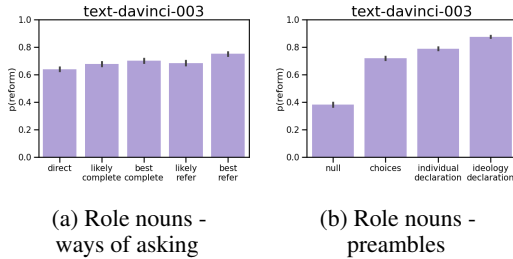 text-davinci-003
p(reform)
1.0
0.8
0.6
0.4
0.2
0.0
direct
likely
complete
best
complete
likely
refer
best
refer
(a) Role nouns -
ways of asking
text-davinci-003
p(reform)
1.0
0.8
0.6
0.4
0.2
0.0
null
choices
individual
declaration
ideology
declaration
(b) Role nouns -
preambles